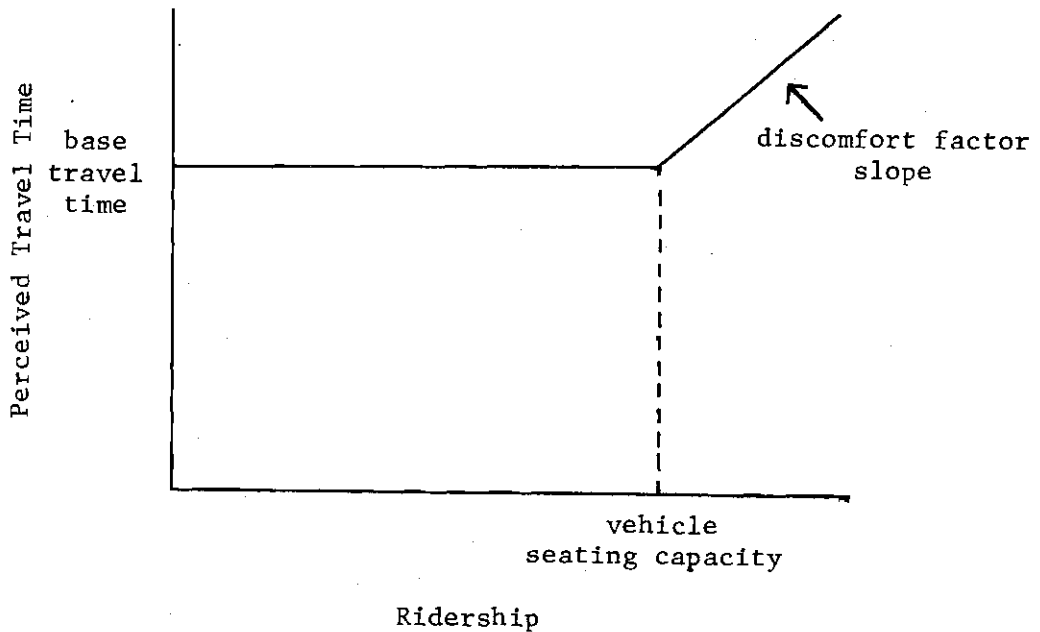 Perceived Travel Time
base
travel
time
discomfort factor
slope
vehicle
seating capacity
Ridership